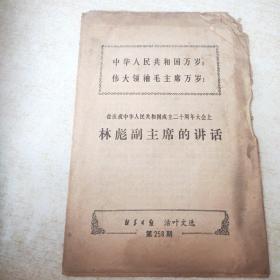 中华人民共和国万岁！
伟大领袖毛主席万岁！
在庆祝中华人民共和国成立二十周年大会上
林彪副主席的讲话
活叶文选
第258期